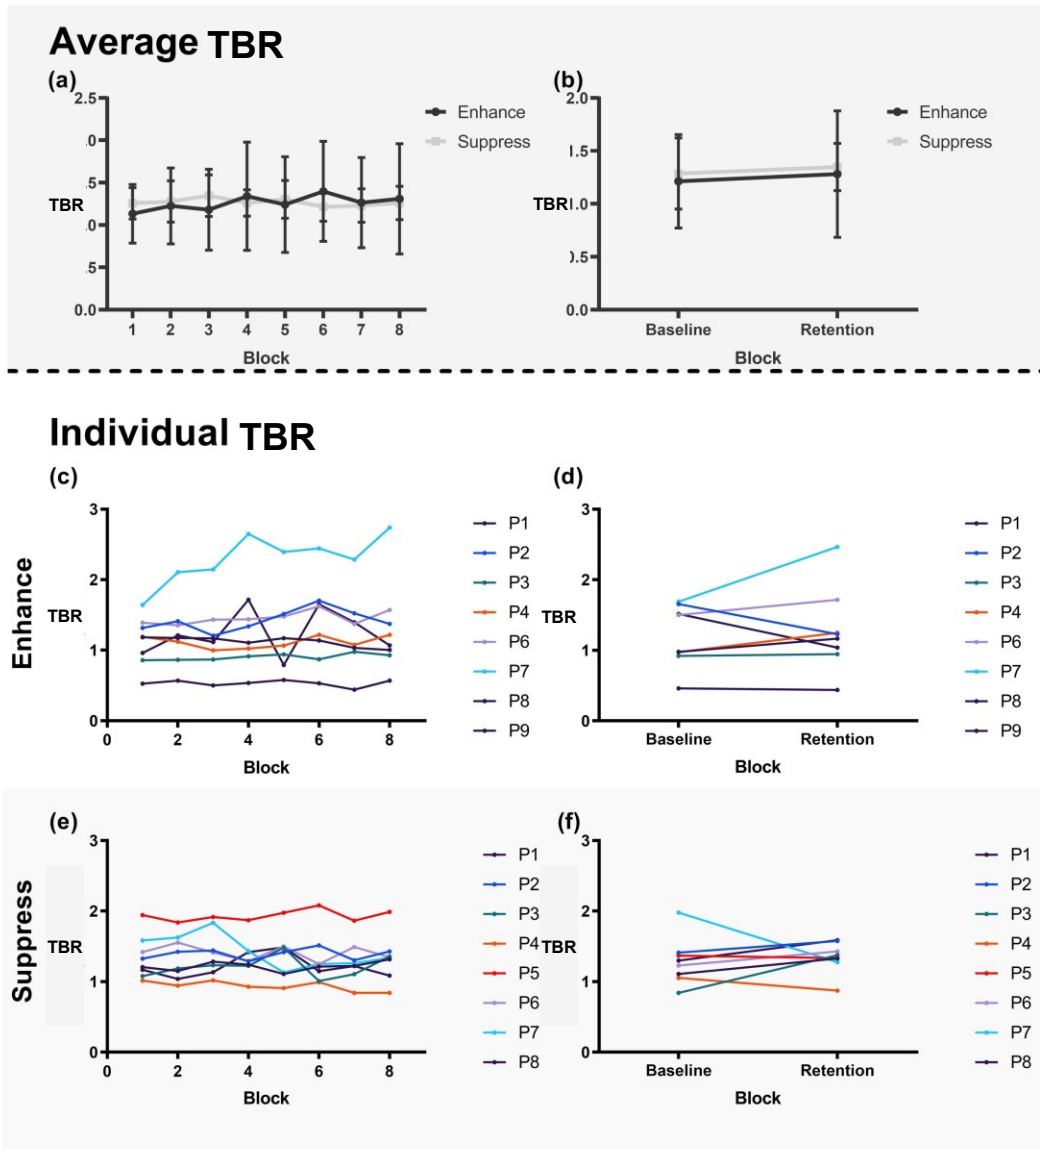 Average TBR
(a)
2.5
.0
.5
.0
.5
0.0
TBR
1 2 3 4 5 6 7 8
Block
Enhance
Suppress
(b)
2.0
1.5
1.0
0.5
0.0
TBR
Baseline Retention
Block
Enhance
Suppress
Individual TBR
Enhance
(c)
3
2
1
0
TBR
0 2 4 6 8
Block
P1
P2
P3
P4
P6
P7
P8
P9
(d)
3
2
1
0
TBR
Baseline Retention
Block
P1
P2
P3
P4
P6
P7
P8
P9
Suppress
(e)
3
2
1
0
TBR
0 2 4 6 8
Block
P1
P2
P3
P4
P5
P6
P7
P8
(f)
3
2
1
0
TBR
Baseline Retention
Block
P1
P2
P3
P4
P5
P6
P7
P8